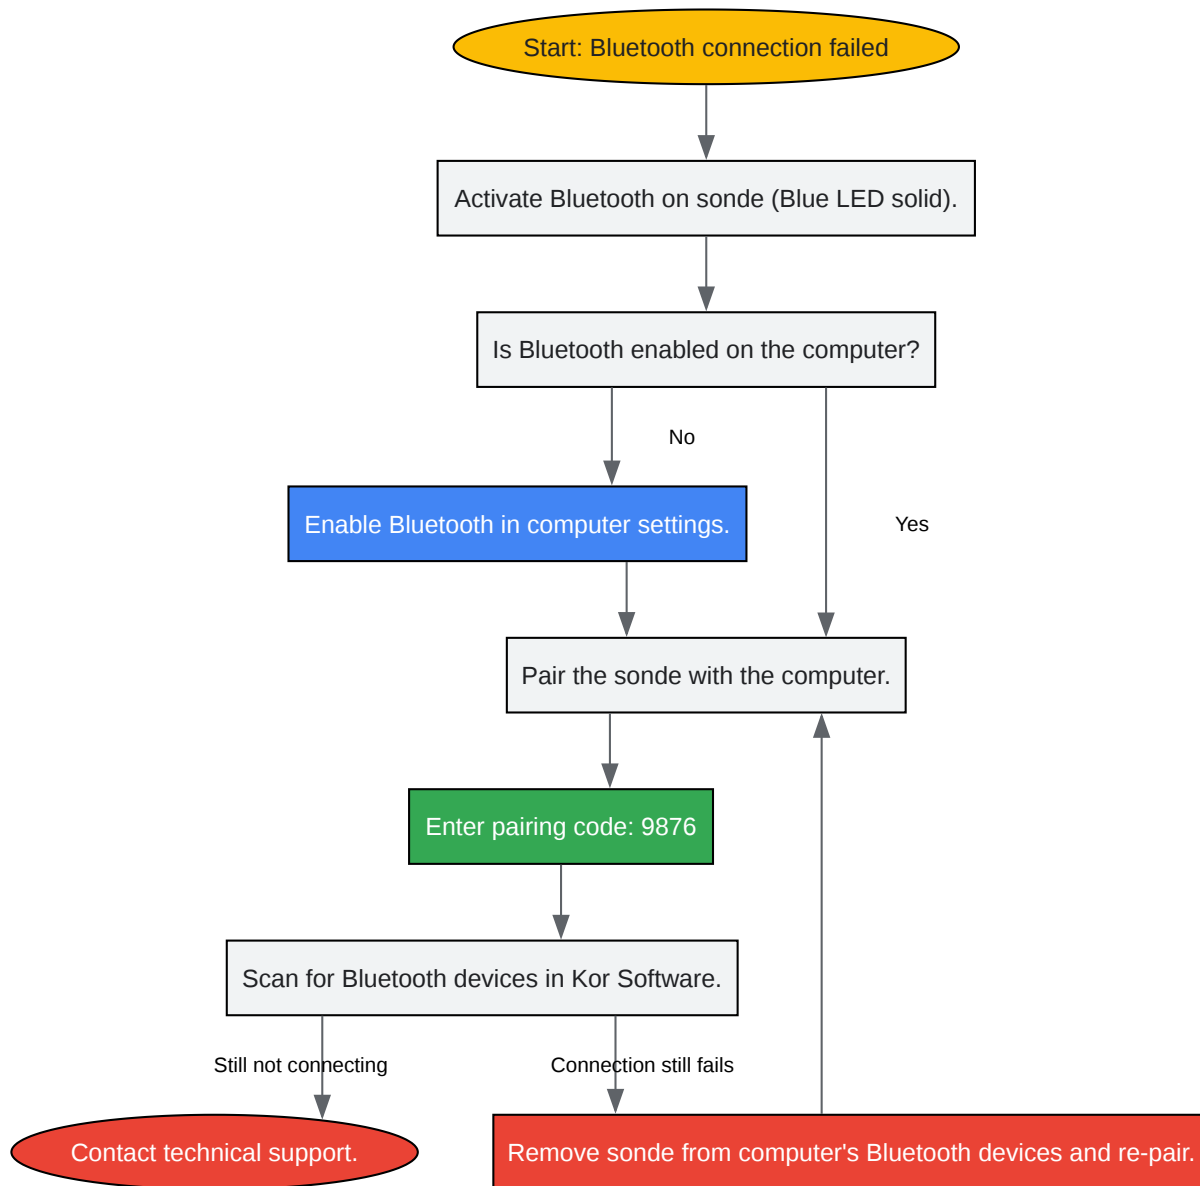 Start: Bluetooth connection failed
Activate Bluetooth on sonde (Blue LED solid).
Is Bluetooth enabled on the computer?
No
Enable Bluetooth in computer settings.
Yes
Pair the sonde with the computer.
Enter pairing code: 9876
Scan for Bluetooth devices in Kor Software.
Still not connecting
Connection still fails
Contact technical support.
Remove sonde from computer's Bluetooth devices and re-pair.